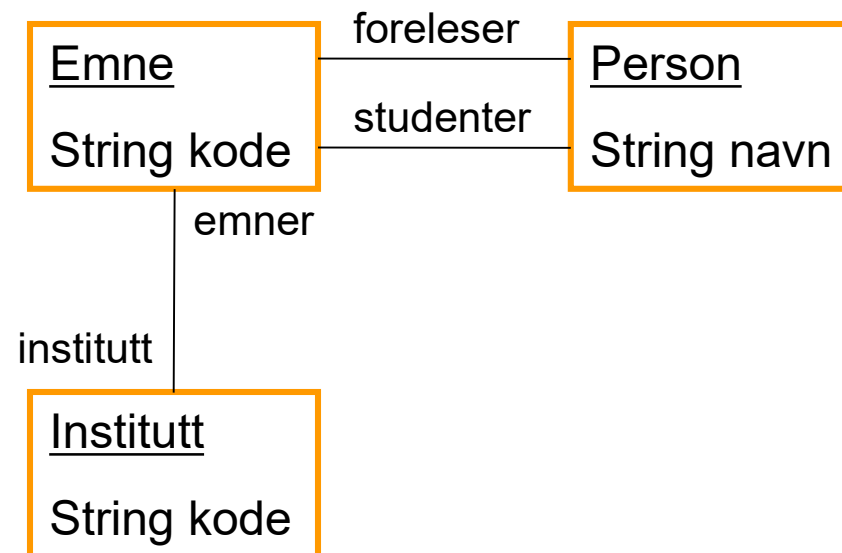 foreleser
Emne
Person
studenter
String kode
String navn
emner
institutt
Institutt
String kode